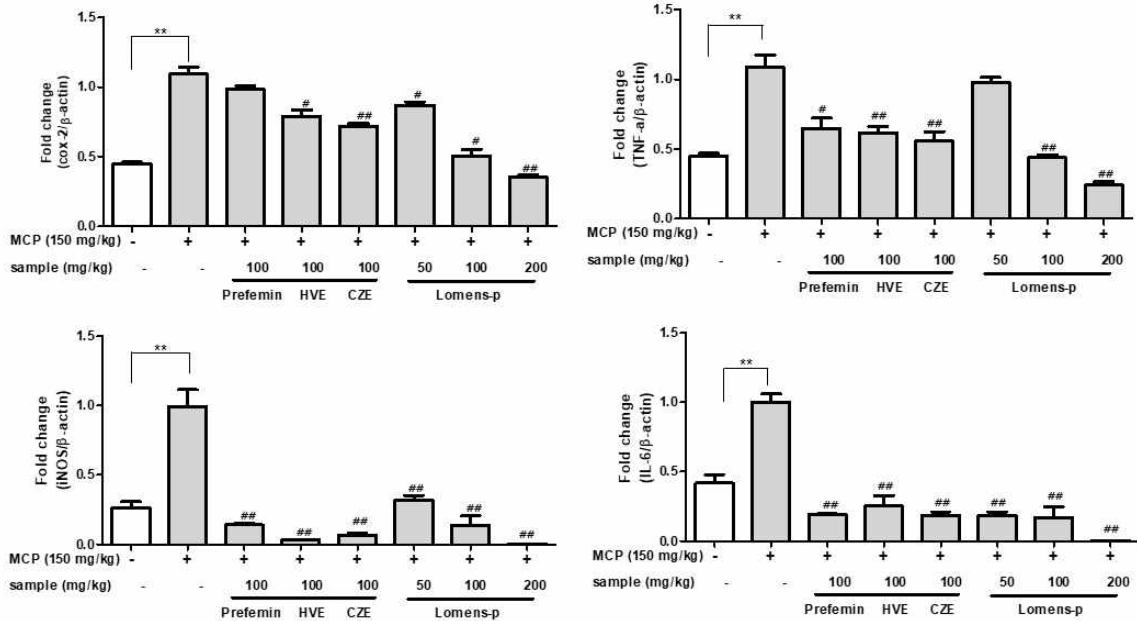 1.5
1.0
0.5
0.0
Fold change
(cox-2/β-actin)
**
# ## # # ##
MCP (150 mg/kg) - + + + + + + +
sample (mg/kg) - - 100 100 100 50 100 200
Prefemin HVE CZE Lomens-p
1.5
1.0
0.5
0.0
Fold change
(TNF-a/β-actin)
**
# ## ## ## ##
MCP (150 mg/kg) - + + + + + + +
sample (mg/kg) - - 100 100 100 50 100 200
Prefemin HVE CZE Lomens-p
1.5
1.0
0.5
0.0
Fold change
(iNOS/β-actin)
**
## ## ## ## ## ##
MCP (150 mg/kg) - + + + + + + +
sample (mg/kg) - - 100 100 100 50 100 200
Prefemin HVE CZE Lomens-p
1.5
1.0
0.5
0.0
Fold change
(IL-6/β-actin)
**
## ## ## ## ## ##
MCP (150 mg/kg) - + + + + + + +
sample (mg/kg) - - 100 100 100 50 100 200
Prefemin HVE CZE Lomens-p